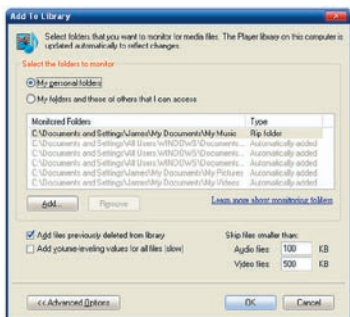 Add To Library
Select folders that you want to monitor for media files. The Player library on this computer is
updated automatically to reflect changes.
Select the folders to monitor
My personal folders
My folders and those of others that I can access
Monitored Folders Type
C:\Documents and Settings\James\My Documents\My Music Rip folder
C:\Documents and Settings\All Users.WINDOWS\Documents... Automatically added
C:\Documents and Settings\All Users.WINDOWS\Documents... Automatically added
C:\Documents and Settings\James\My Documents\My Pictures Automatically added
C:\Documents and Settings\James\My Documents\My Videos Automatically added
Add... Remove Learn more about monitoring folders
Add files previously deleted from library
Add volume-leveling values for all files (slow)
Skip files smaller than:
Audio files: 100 KB
Video files: 500 KB
<< Advanced Options OK Cancel